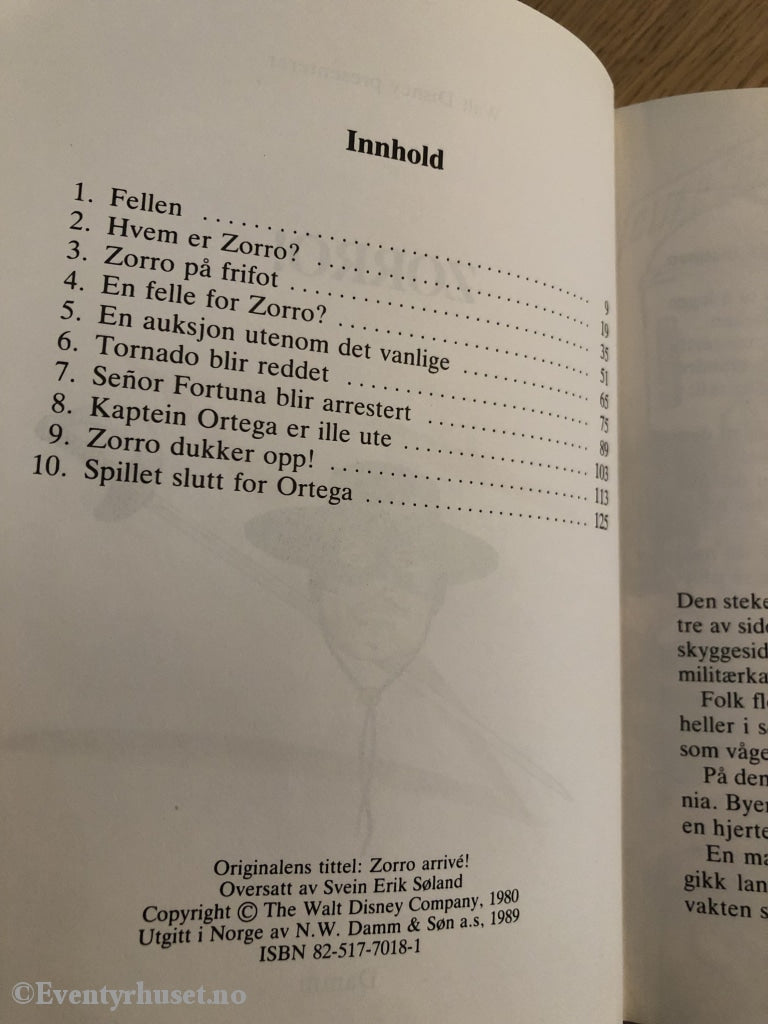 Innhold
1. Fellen ........ 9
2. Hvem er Zorro? ........ 19
3. Zorro på frifot ........ 35
4. En felle for Zorro? ........ 51
5. En auksjon utenom det vanlige ........ 65
6. Tornado blir reddet ........ 75
7. Señor Fortuna blir arrestert ........ 89
8. Kaptein Ortega er ille ute ........ 103
9. Zorro dukker opp! ........ 113
10. Spillet slutt for Ortega ........ 125
Originalens tittel: Zorro arrivé!
Oversatt av Svein Erik Søland
Copyright © The Walt Disney Company, 1980
Utgitt i Norge av N.W. Damm & Søn a.s, 1989
ISBN 82-517-7018-1
Den steke
tre av side
skyggesid
militærka
Folk fl
heller i s
som våge
På den
nia. Bye
en hjerte
En ma
gikk lan
vakten s
©Eventyrhuset.no